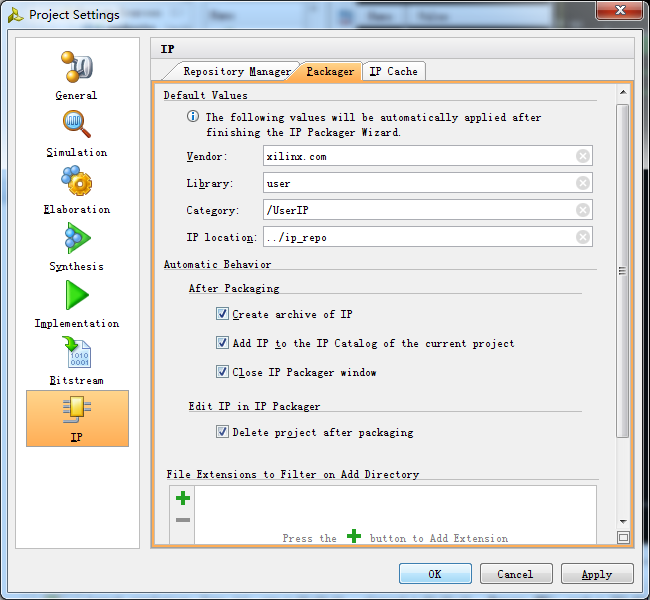 Project Settings
IP
Repository Manager
Packager
IP Cache
General
Simulation
Elaboration
Synthesis
Implementation
Bitstream
IP
Default Values
The following values will be automatically applied after
finishing the IP Packager Wizard.
Vendor: xilinx.com
Library: user
Category: /UserIP
IP location: ../ip_repo
Automatic Behavior
After Packaging
Create archive of IP
Add IP to the IP Catalog of the current project
Close IP Packager window
Edit IP in IP Packager
Delete project after packaging
File Extensions to Filter on Add Directory
Press the button to Add Extension
OK
Cancel
Apply